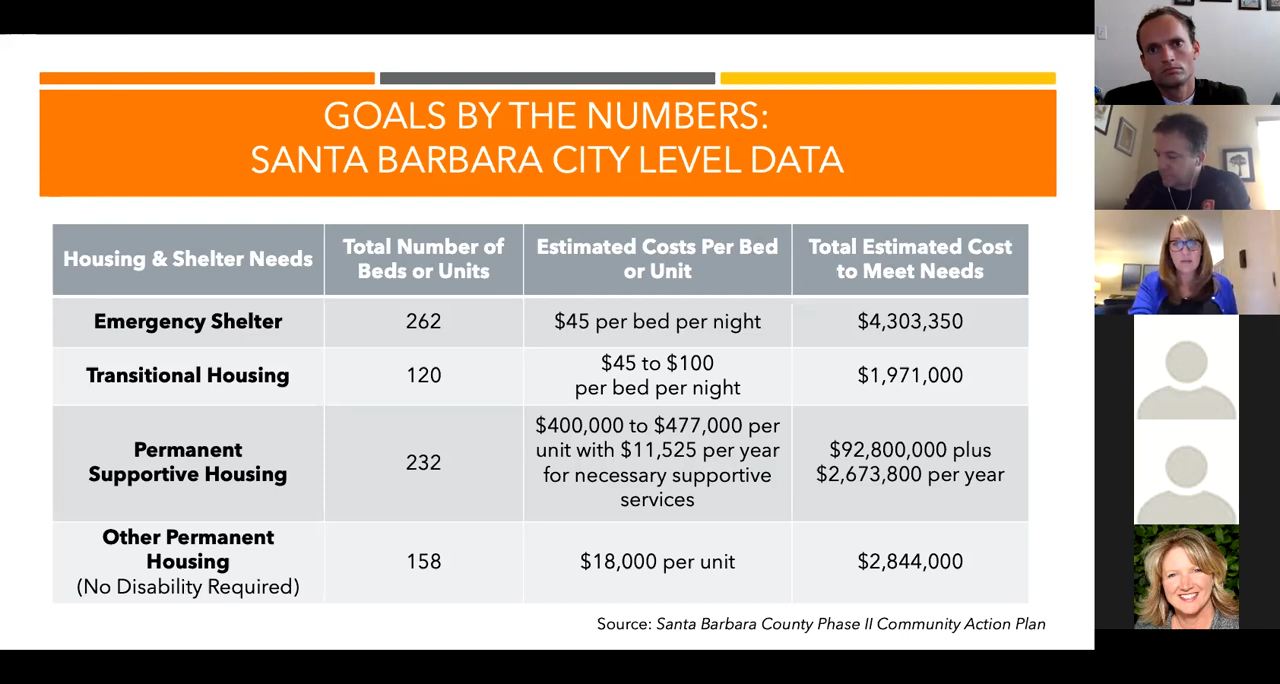 GOALS BY THE NUMBERS:
SANTA BARBARA CITY LEVEL DATA
Housing & Shelter Needs
Total Number of
Beds or Units
Estimated Costs Per Bed
or Unit
Total Estimated Cost
to Meet Needs
Emergency Shelter
262
$45 per bed per night
$4,303,350
Transitional Housing
120
$45 to $100
per bed per night
$1,971,000
Permanent
Supportive Housing
232
$400,000 to $477,000 per
unit with $11,525 per year
for necessary supportive
services
$92,800,000 plus
$2,673,800 per year
Other Permanent
Housing
(No Disability Required)
158
$18,000 per unit
$2,844,000
Source: Santa Barbara County Phase II Community Action Plan